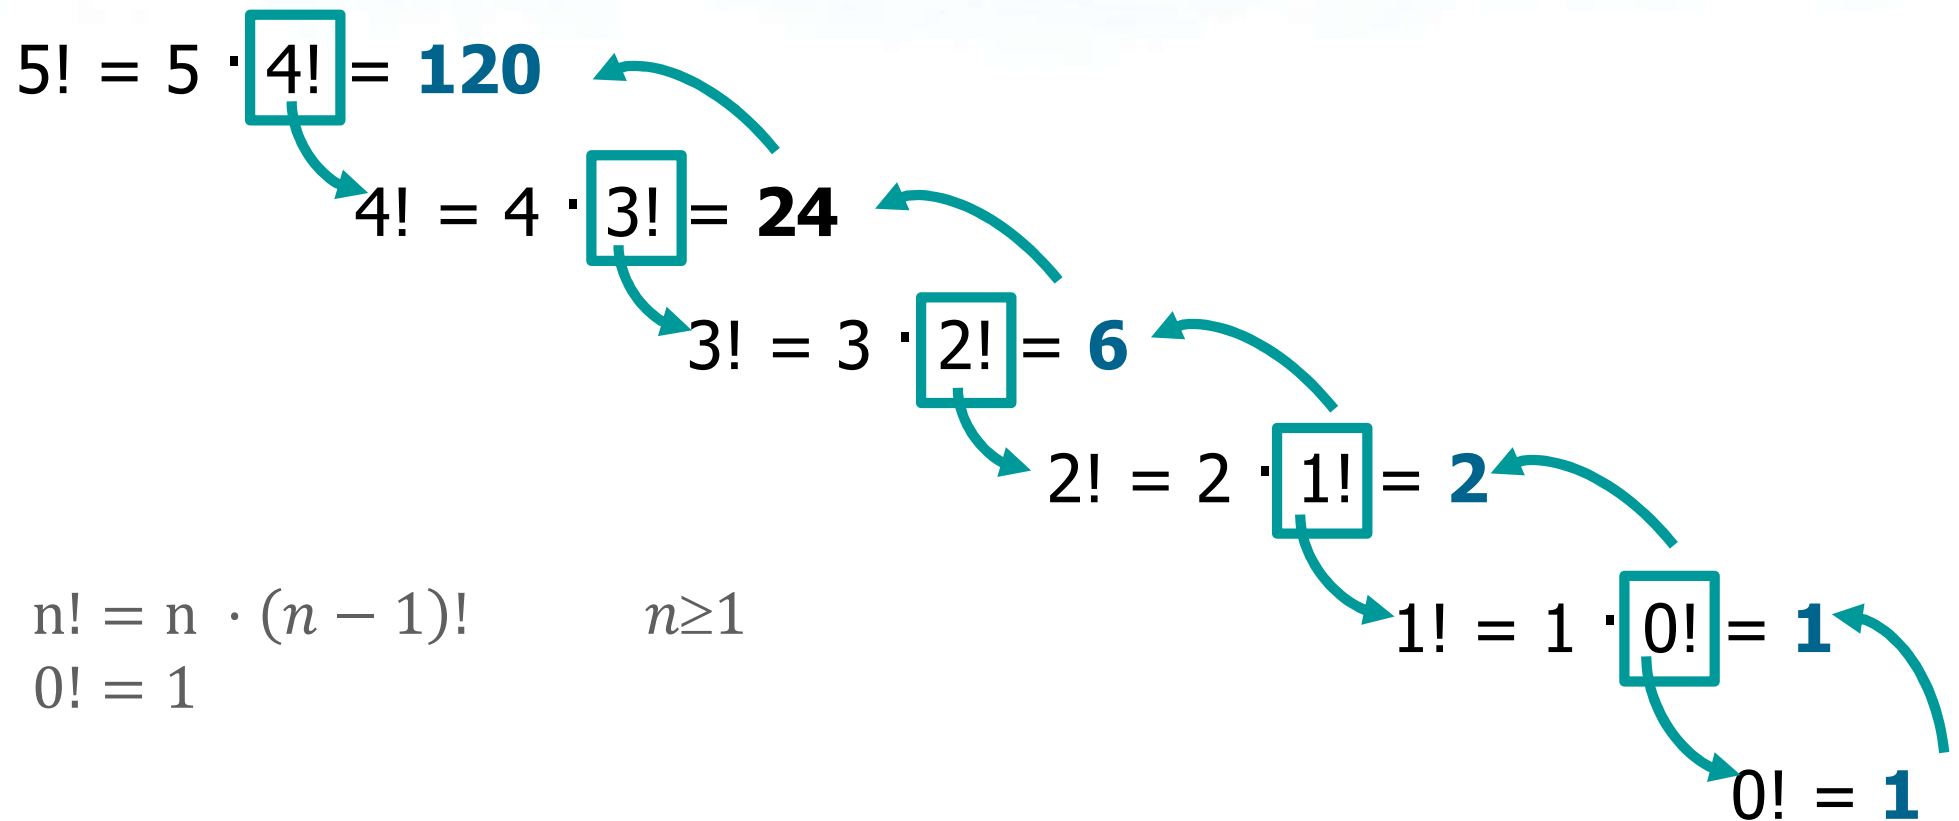 5! = 5 · 4! = 120
4! = 4 · 3! = 24
3! = 3 · 2! = 6
2! = 2 · 1! = 2
1! = 1 · 0! = 1
0! = 1
n! = n · (n − 1)! n≥1
0! = 1